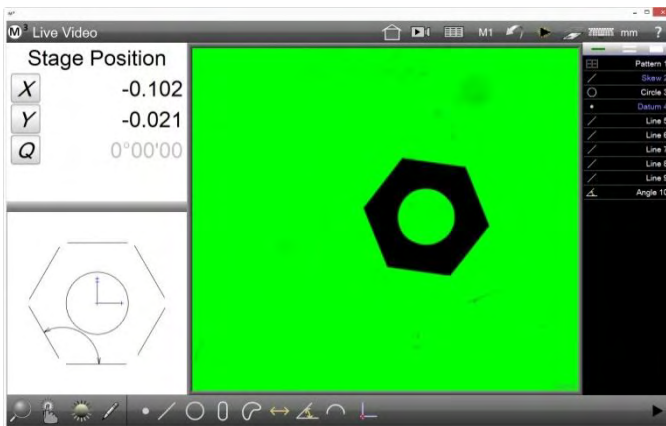 M3 Live Video
M1
mm
?
Stage Position
X -0.102
Y -0.021
Q 0°00'00
Pattern 1
Skew 2
Circle 3
Datum 4
Line 5
Line 6
Line 7
Line 8
Line 9
Angle 10